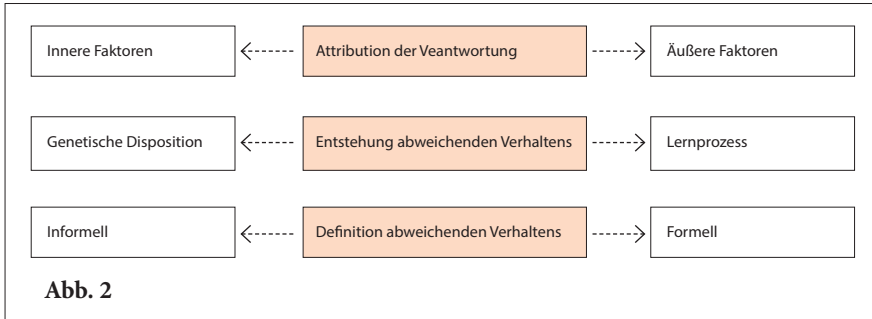 Innere Faktoren
Attribution der Veantwortung
Äußere Faktoren
Genetische Disposition
Entstehung abweichenden Verhaltens
Lernprozess
Informell
Definition abweichenden Verhaltens
Formell
Abb. 2